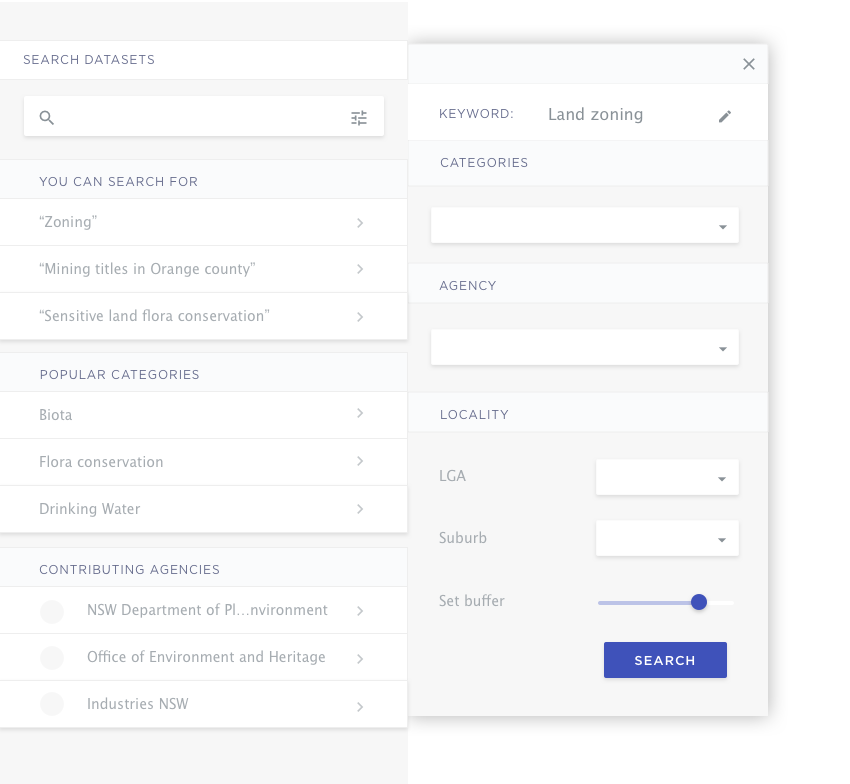 SEARCH DATASETS
YOU CAN SEARCH FOR
“Zoning”
“Mining titles in Orange county”
“Sensitive land flora conservation”
POPULAR CATEGORIES
Biota
Flora conservation
Drinking Water
CONTRIBUTING AGENCIES
NSW Department of Pl...nvironment
Office of Environment and Heritage
Industries NSW
KEYWORD: Land zoning
CATEGORIES
AGENCY
LOCALITY
LGA
Suburb
Set buffer
SEARCH